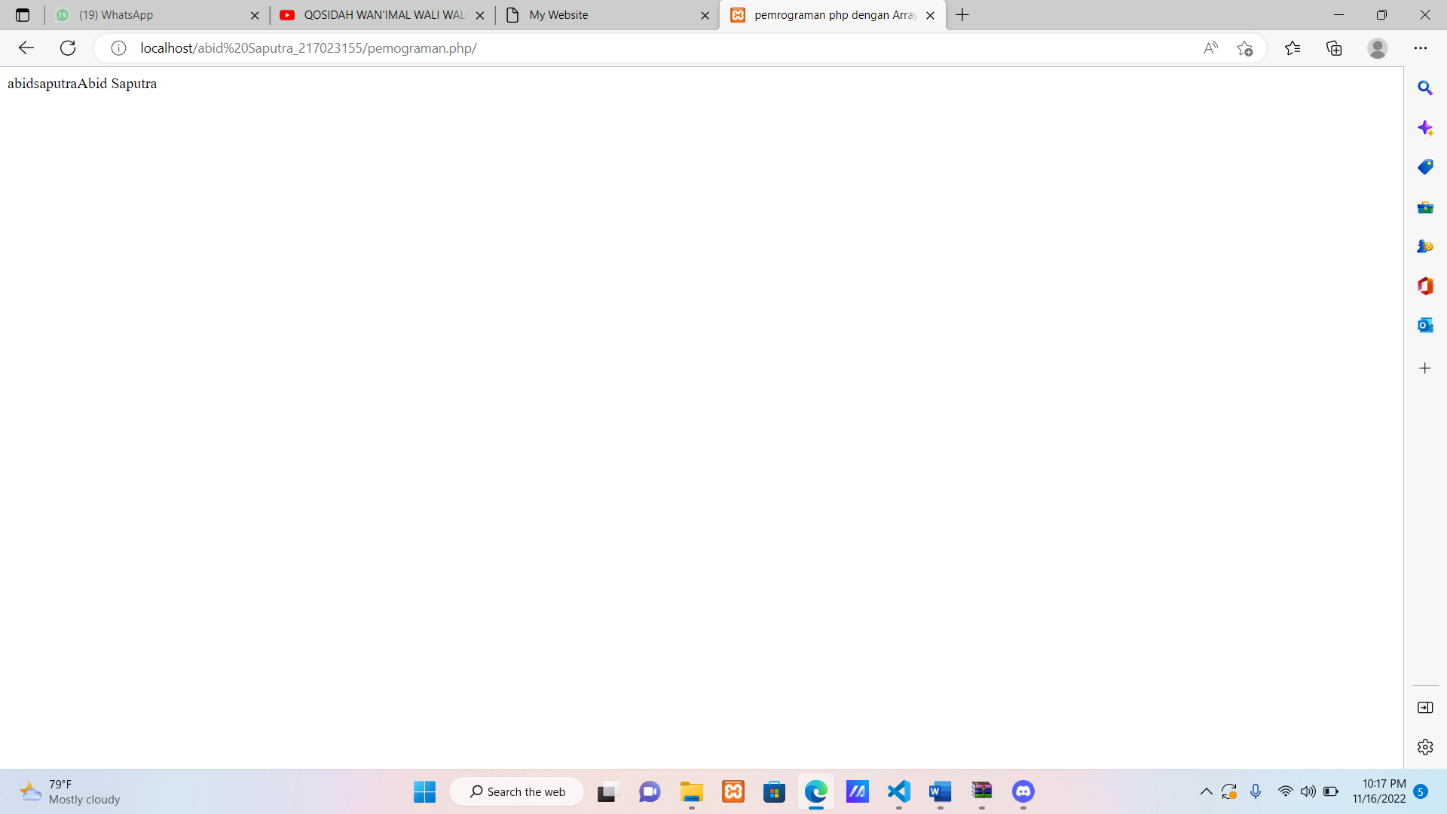 (19) WhatsApp
QOSIDAH WAN'IMAL WALI WAL
My Website
pemrograman php dengan Array
localhost/abid%20Saputra_217023155/pemograman.php/
abidsaputraAbid Saputra
79°F
Mostly cloudy
Search the web
10:17 PM
11/16/2022
5